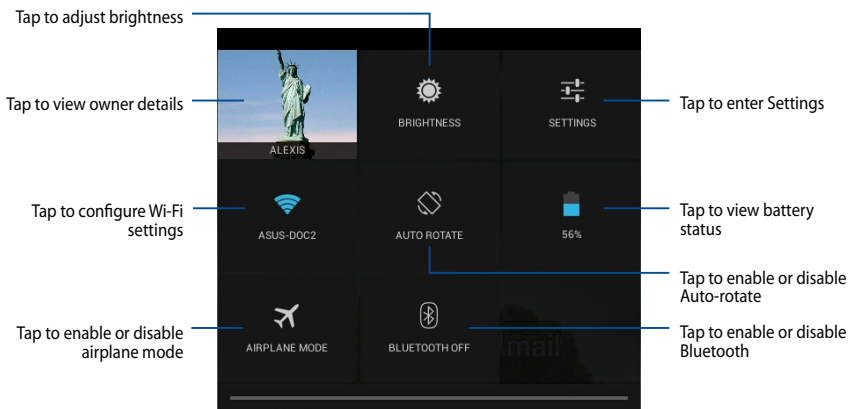 Tap to adjust brightness
Tap to view owner details
ALEXIS
BRIGHTNESS
SETTINGS
Tap to enter Settings
Tap to configure Wi-Fi
settings
ASUS-DOC2
AUTO ROTATE
56%
Tap to view battery
status
Tap to enable or disable
Auto-rotate
Tap to enable or disable
airplane mode
AIRPLANE MODE
BLUETOOTH OFF
mail
Tap to enable or disable
Bluetooth